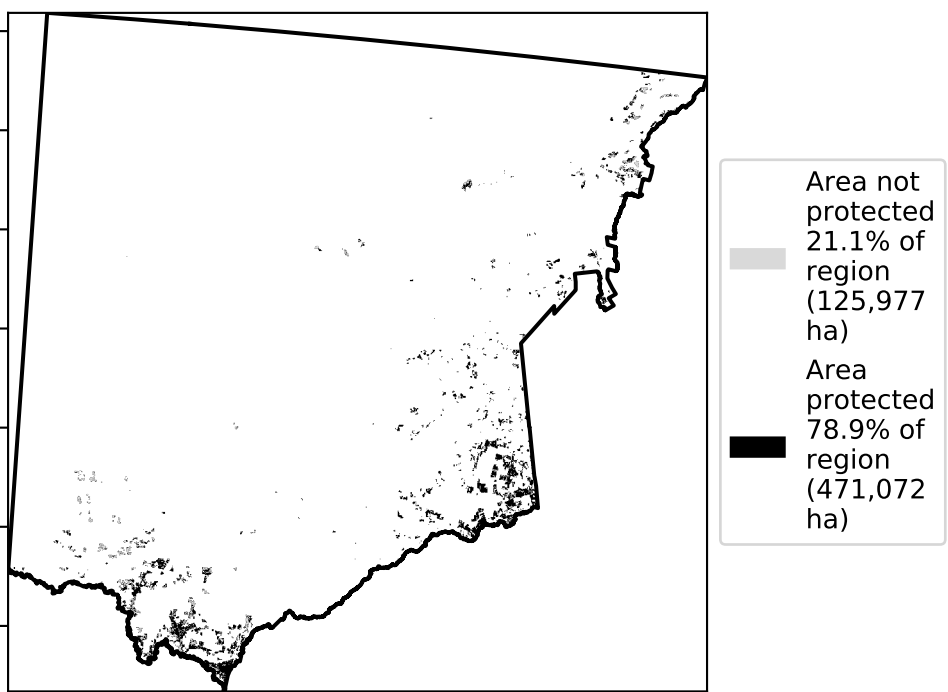 Area not
protected
21.1% of
region
(125,977
ha)
Area
protected
78.9% of
region
(471,072
ha)